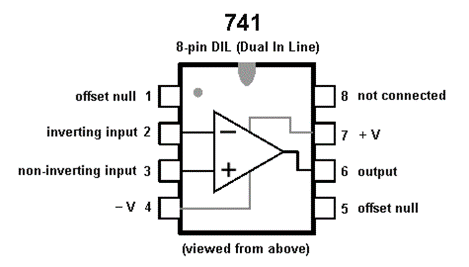 741
8-pin DIL (Dual In Line)
offset null 1
8 not connected
inverting input 2
7 + V
non-inverting input 3
6 output
– V 4
5 offset null
−
+
(viewed from above)